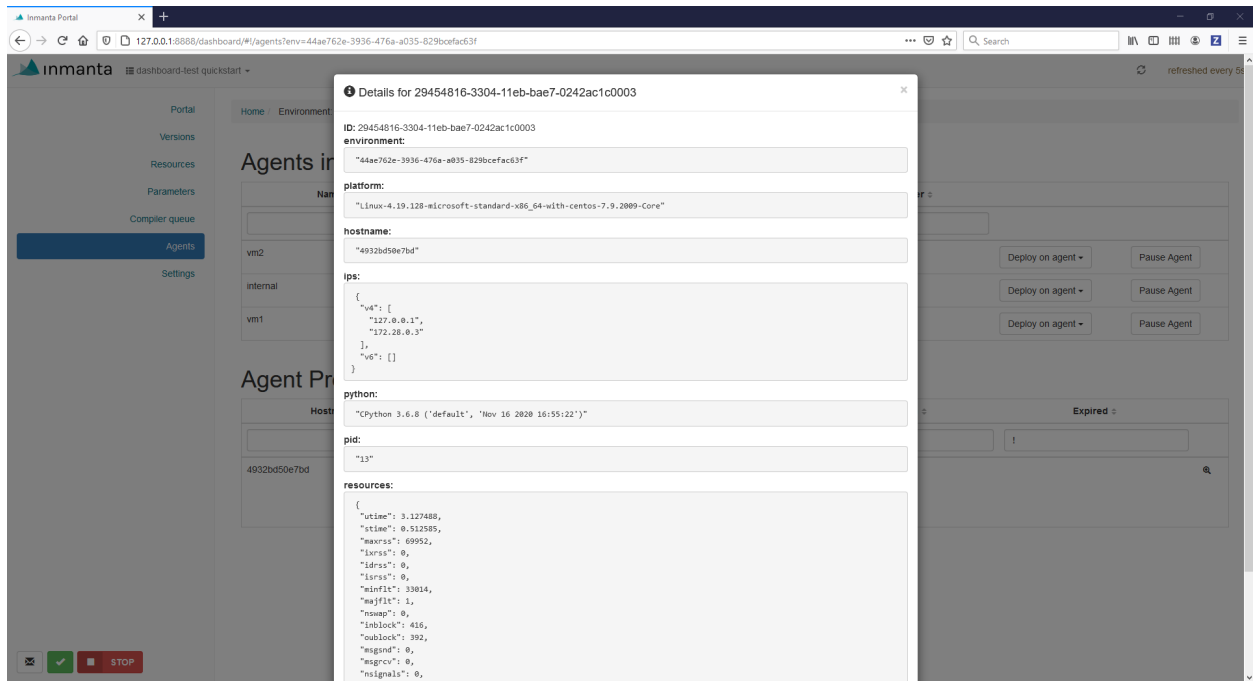 Inmanta Portal
127.0.0.1:8888/dashboard/#!/agents?env=44ae762e-3936-476a-a035-829bcefac63f
Search
inmanta
dashboard-test quickstart
refreshed every 5s
Portal
Versions
Resources
Parameters
Compiler queue
Agents
Settings
Home / Environment
Agents in
vm2
internal
vm1
Deploy on agent
Pause Agent
Deploy on agent
Pause Agent
Deploy on agent
Pause Agent
Agent Pr
Expired
!
4932bd50e7bd
STOP
Details for 29454816-3304-11eb-bae7-0242ac1c0003
×
ID: 29454816-3304-11eb-bae7-0242ac1c0003
environment:
"44ae762e-3936-476a-a035-829bcefac63f"
platform:
"Linux-4.19.128-microsoft-standard-x86_64-with-centos-7.9.2009-Core"
hostname:
"4932bd50e7bd"
ips:
{
"v4": [
"127.0.0.1",
"172.28.0.3"
],
"v6": []
}
python:
"CPython 3.6.8 ('default', 'Nov 16 2020 16:55:22')"
pid:
"13"
resources:
{
"utime": 3.127488,
"stime": 0.512585,
"maxrss": 69952,
"ixrss": 0,
"idrss": 0,
"isrss": 0,
"minflt": 33014,
"majflt": 1,
"nswap": 0,
"inblock": 416,
"oublock": 392,
"msgsnd": 0,
"msgrcv": 0,
"nsignals": 0,